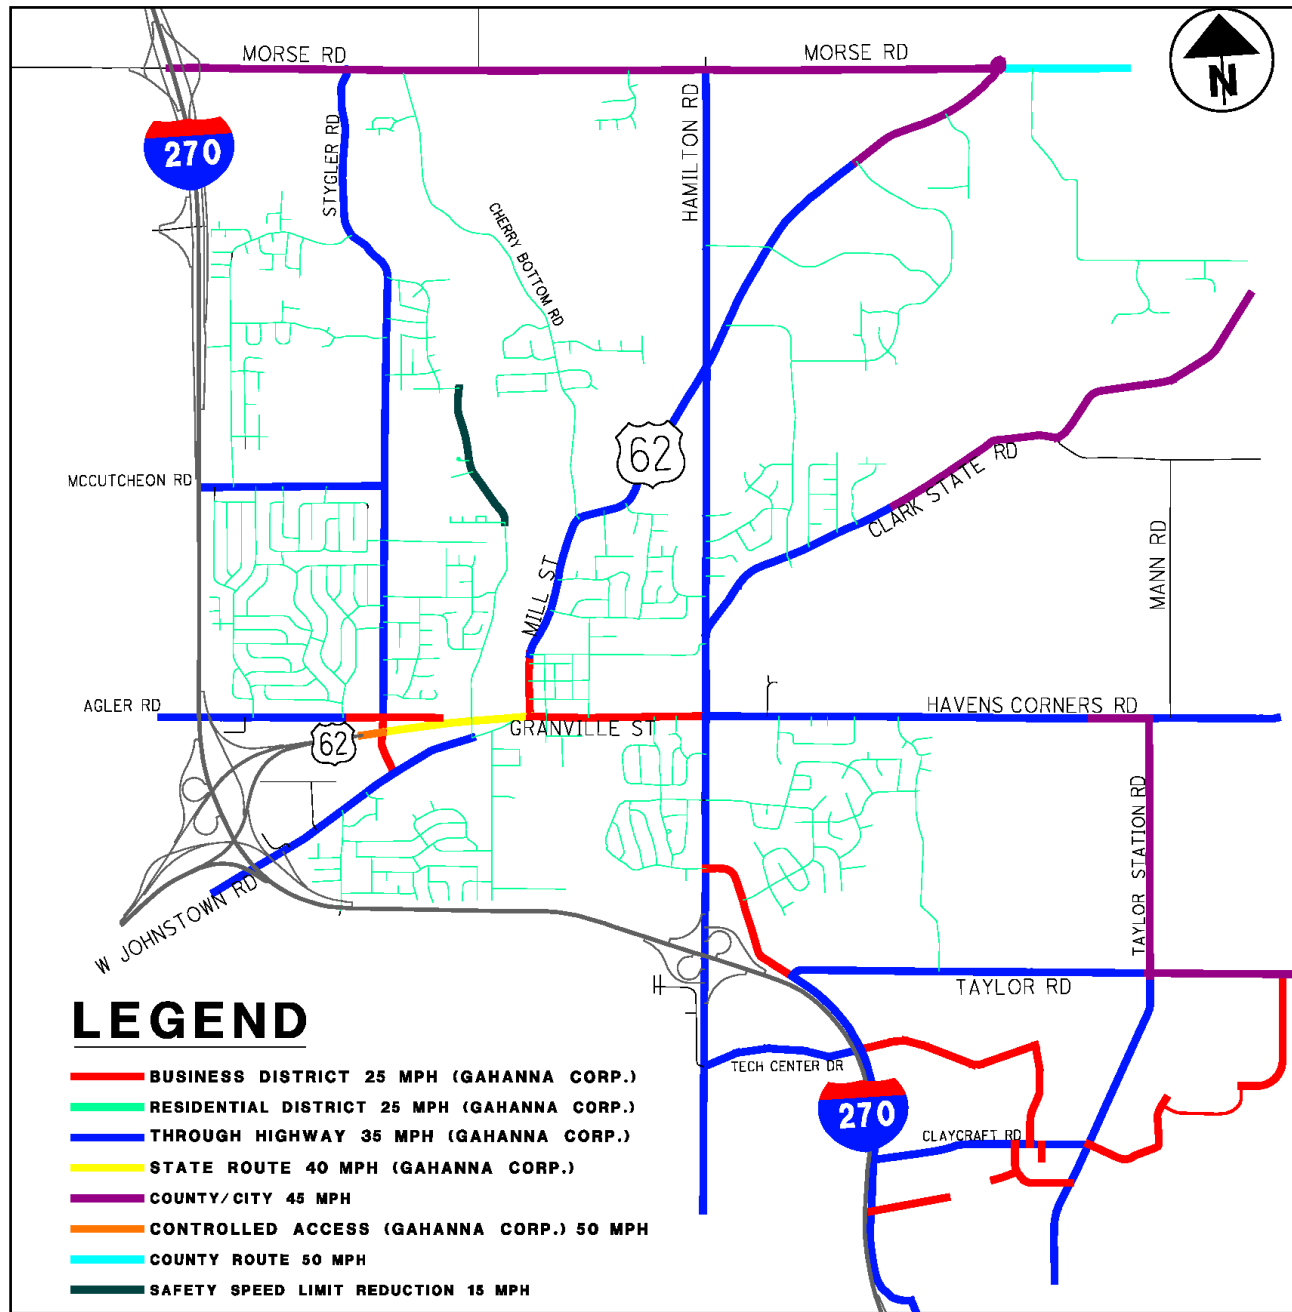 MORSE RD
MORSE RD
N
270
STYGLER RD
HAMILTON RD
CHERRY BOTTOM RD
62
MCCUTCHEON RD
CLARK STATE RD
MANN RD
MILL ST
AGLER RD
HAVENS CORNERS RD
GRANVILLE ST
62
TAYLOR STATION RD
W JOHNSTOWN RD
TAYLOR RD
TECH CENTER DR
270
CLAYCRAFT RD
LEGEND
BUSINESS DISTRICT 25 MPH (GAHANNA CORP.)
RESIDENTIAL DISTRICT 25 MPH (GAHANNA CORP.)
THROUGH HIGHWAY 35 MPH (GAHANNA CORP.)
STATE ROUTE 40 MPH (GAHANNA CORP.)
COUNTY/CITY 45 MPH
CONTROLLED ACCESS (GAHANNA CORP.) 50 MPH
COUNTY ROUTE 50 MPH
SAFETY SPEED LIMIT REDUCTION 15 MPH